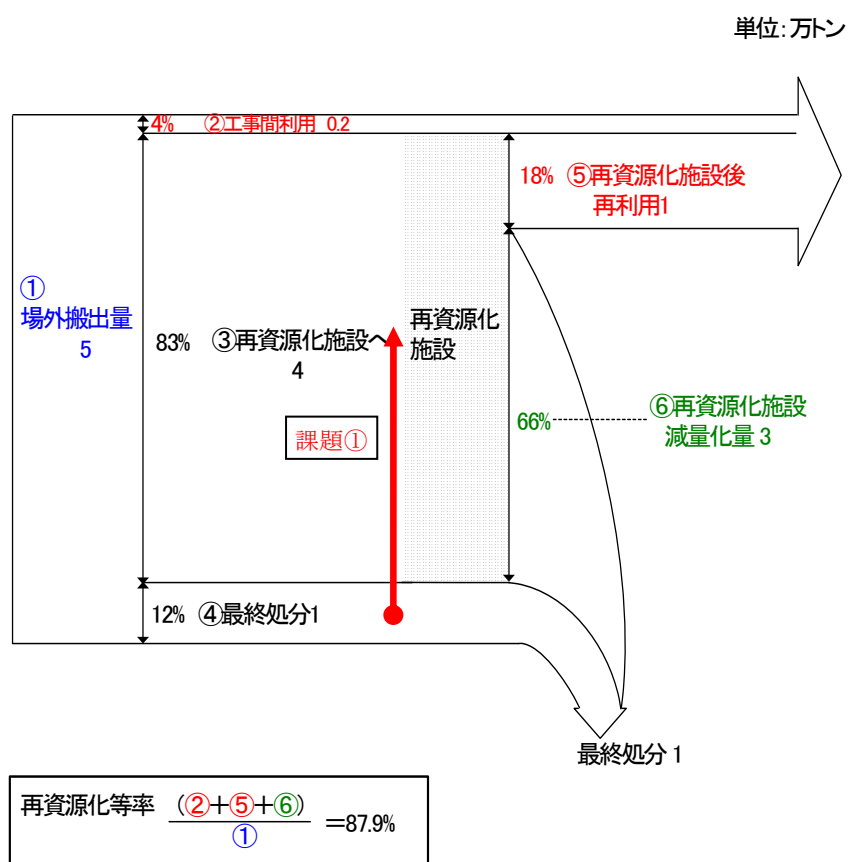 単位:万トン
4% ②工事間利用 0.2
18% ⑤再資源化施設後
再利用1
①
場外搬出量
5
83% ③再資源化施設へ
4
再資源化
施設
課題①
66%
⑥再資源化施設
減量化量 3
12% ④最終処分1
最終処分 1
再資源化等率 (②+⑤+⑥)
① =87.9%